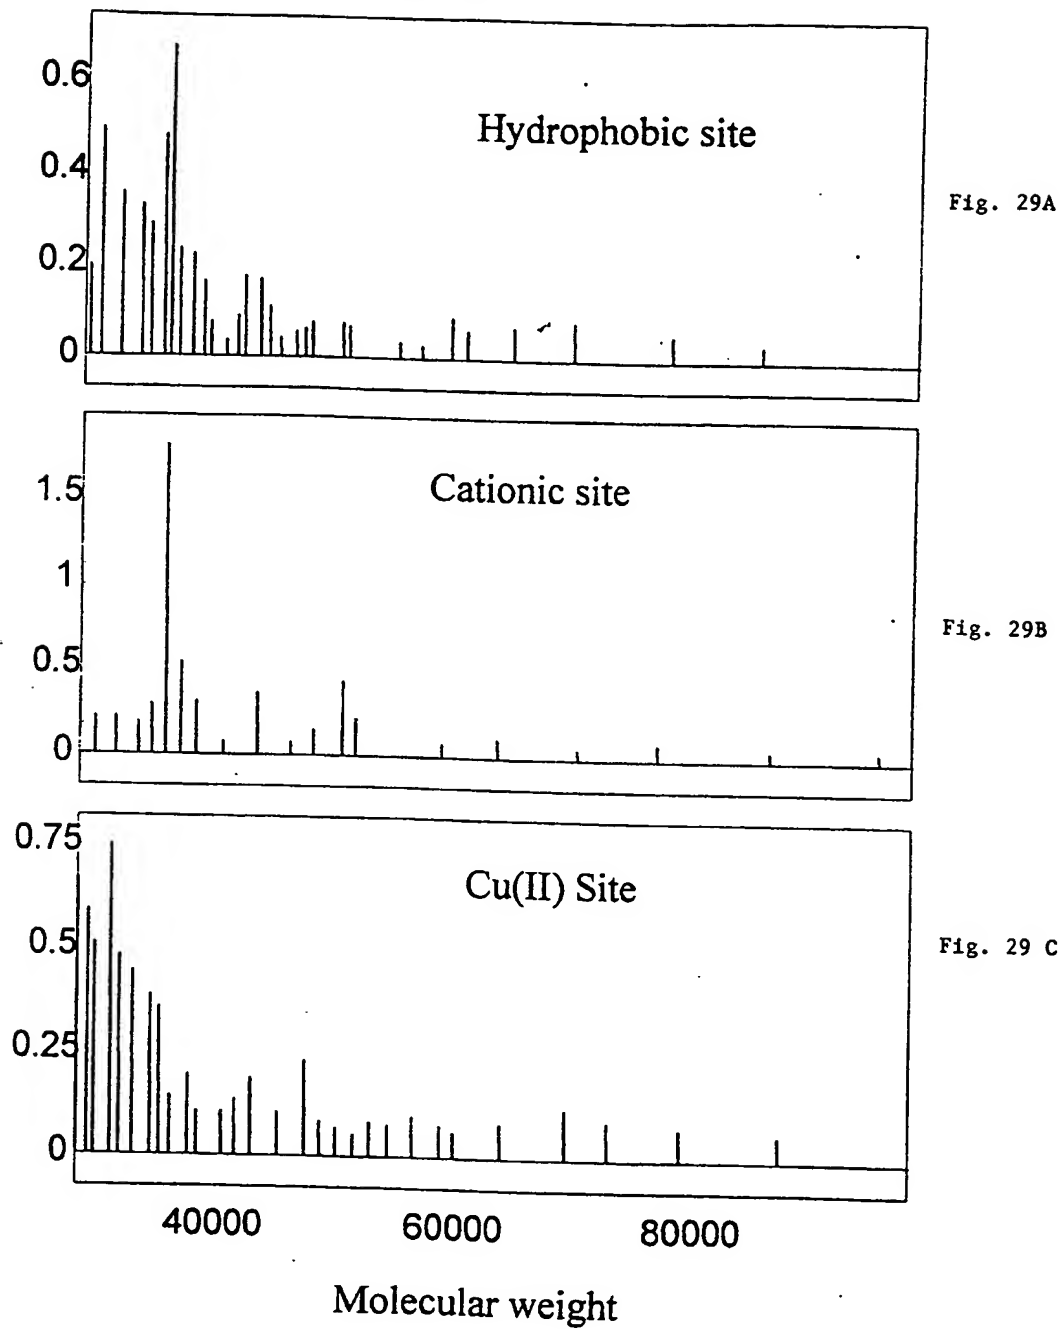 0.6
Hydrophobic site
0.4
Fig. 29A
0.2
0
1.5
Cationic site
1
Fig. 29B
0.5
0
0.75
Cu(II) Site
0.5
Fig. 29 C
0.25
0
40000 60000 80000
Molecular weight